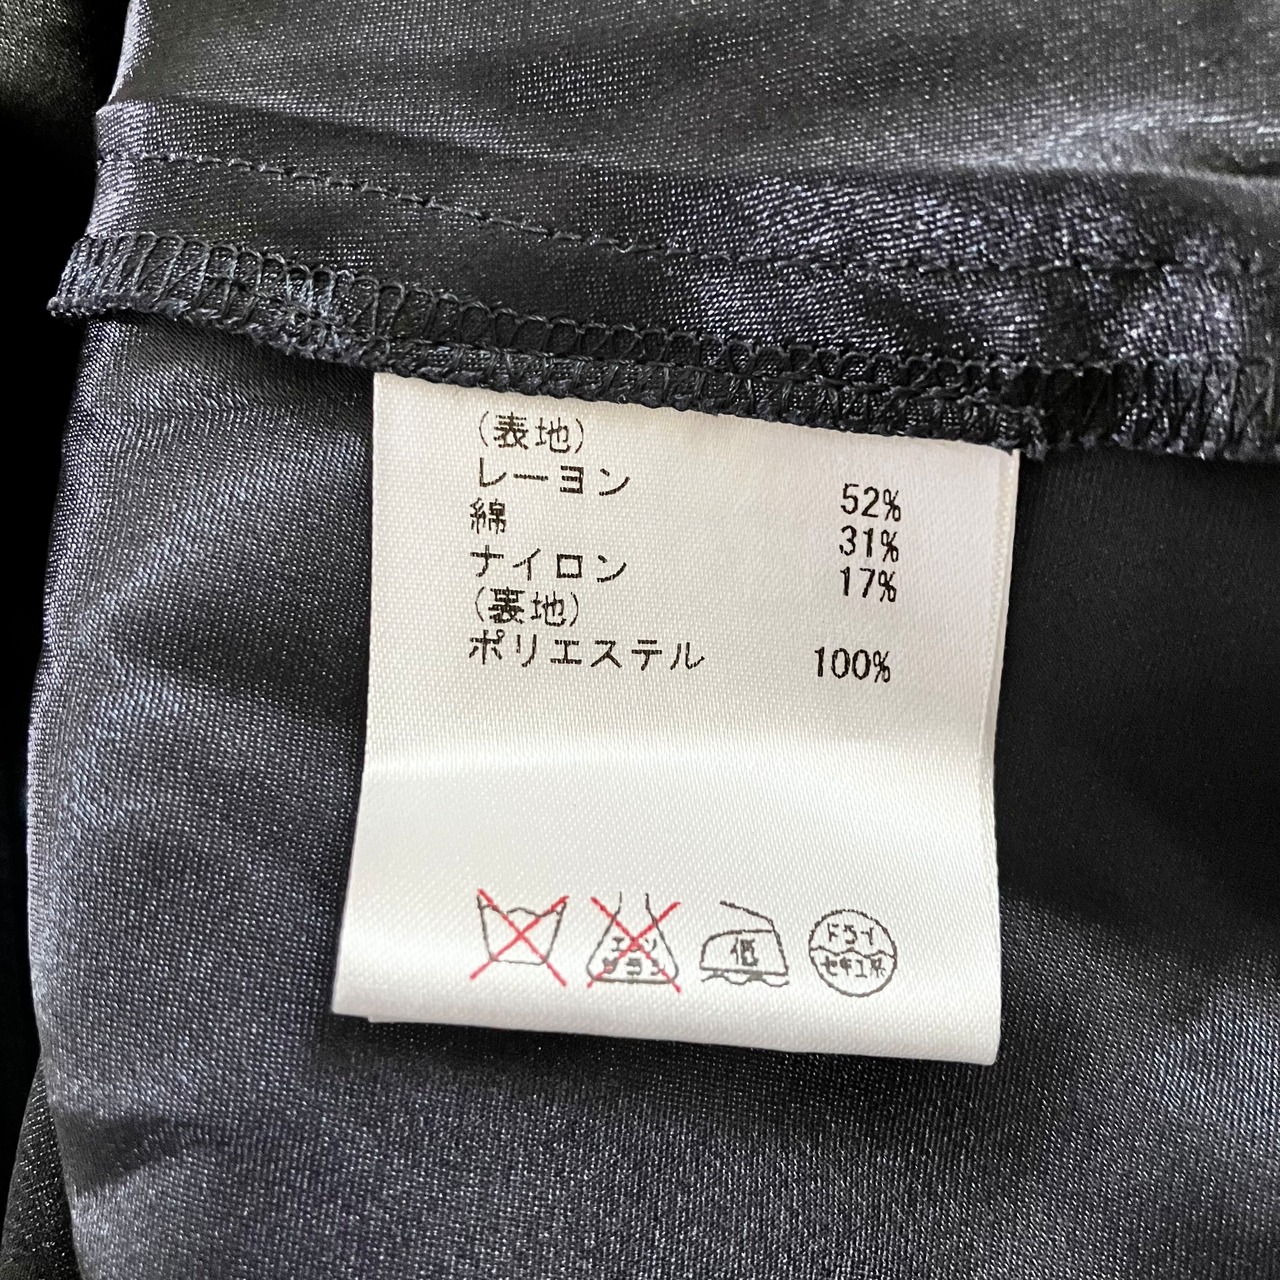 (表地)
レーヨン 52%
綿 31%
ナイロン 17%
(裏地)
ポリエステル 100%
エンソ
サラシ
低
ドライ
セキユ系